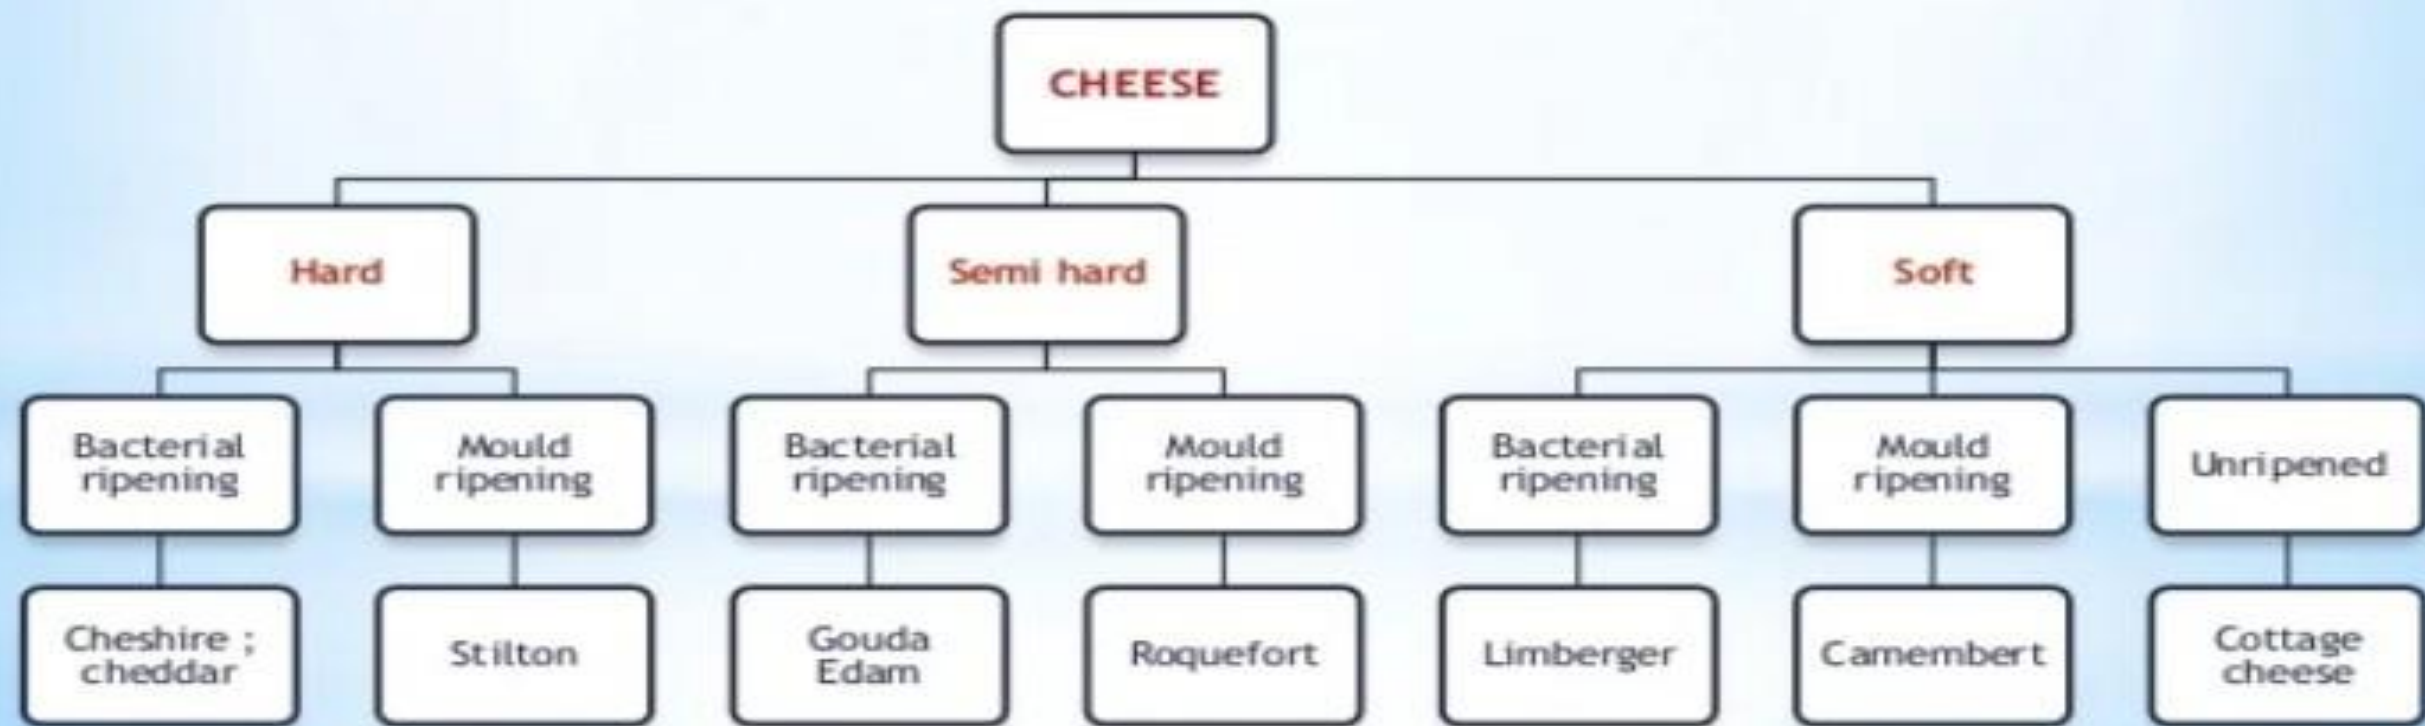 CHEESE
Hard
Semi hard
Soft
Bacterial
ripening
Mould
ripening
Bacterial
ripening
Mould
ripening
Bacterial
ripening
Mould
ripening
Unripened
Cheshire ;
cheddar
Stilton
Gouda
Edam
Roquefort
Limberger
Camembert
Cottage
cheese